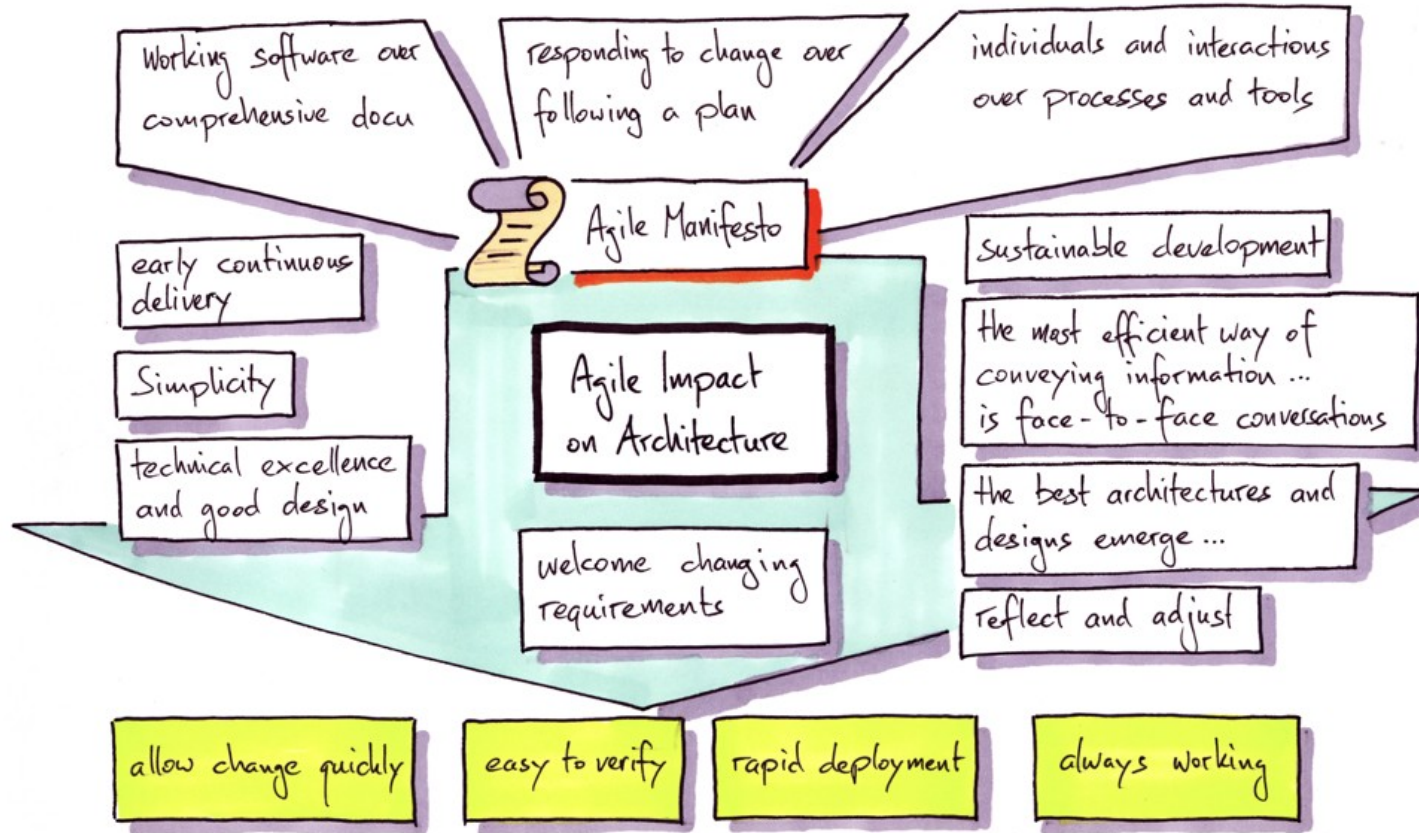 Working software over
comprehensive docu
responding to change over
following a plan
individuals and interactions
over processes and tools
Agile Manifesto
early continuous
delivery
Simplicity
technical excellence
and good design
Agile Impact
on Architecture
welcome changing
requirements
sustainable development
the most efficient way of
conveying information ...
is face-to-face conversations
the best architectures and
designs emerge ...
reflect and adjust
allow change quickly
easy to verify
rapid deployment
always working